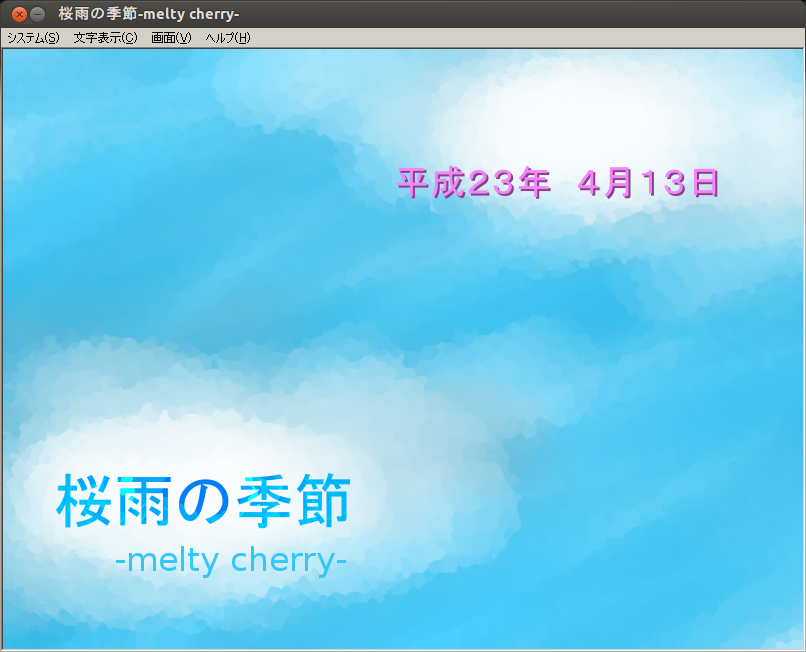 桜雨の季節-melty cherry-
システム(S) 文字表示(C) 画面(V) ヘルプ(H)
平成23年 4月13日
桜雨の季節
-melty cherry-